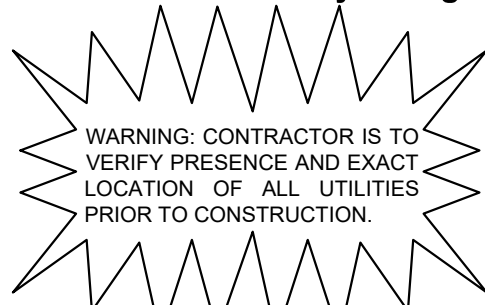 WARNING: CONTRACTOR IS TO
VERIFY PRESENCE AND EXACT
LOCATION OF ALL UTILITIES
PRIOR TO CONSTRUCTION.